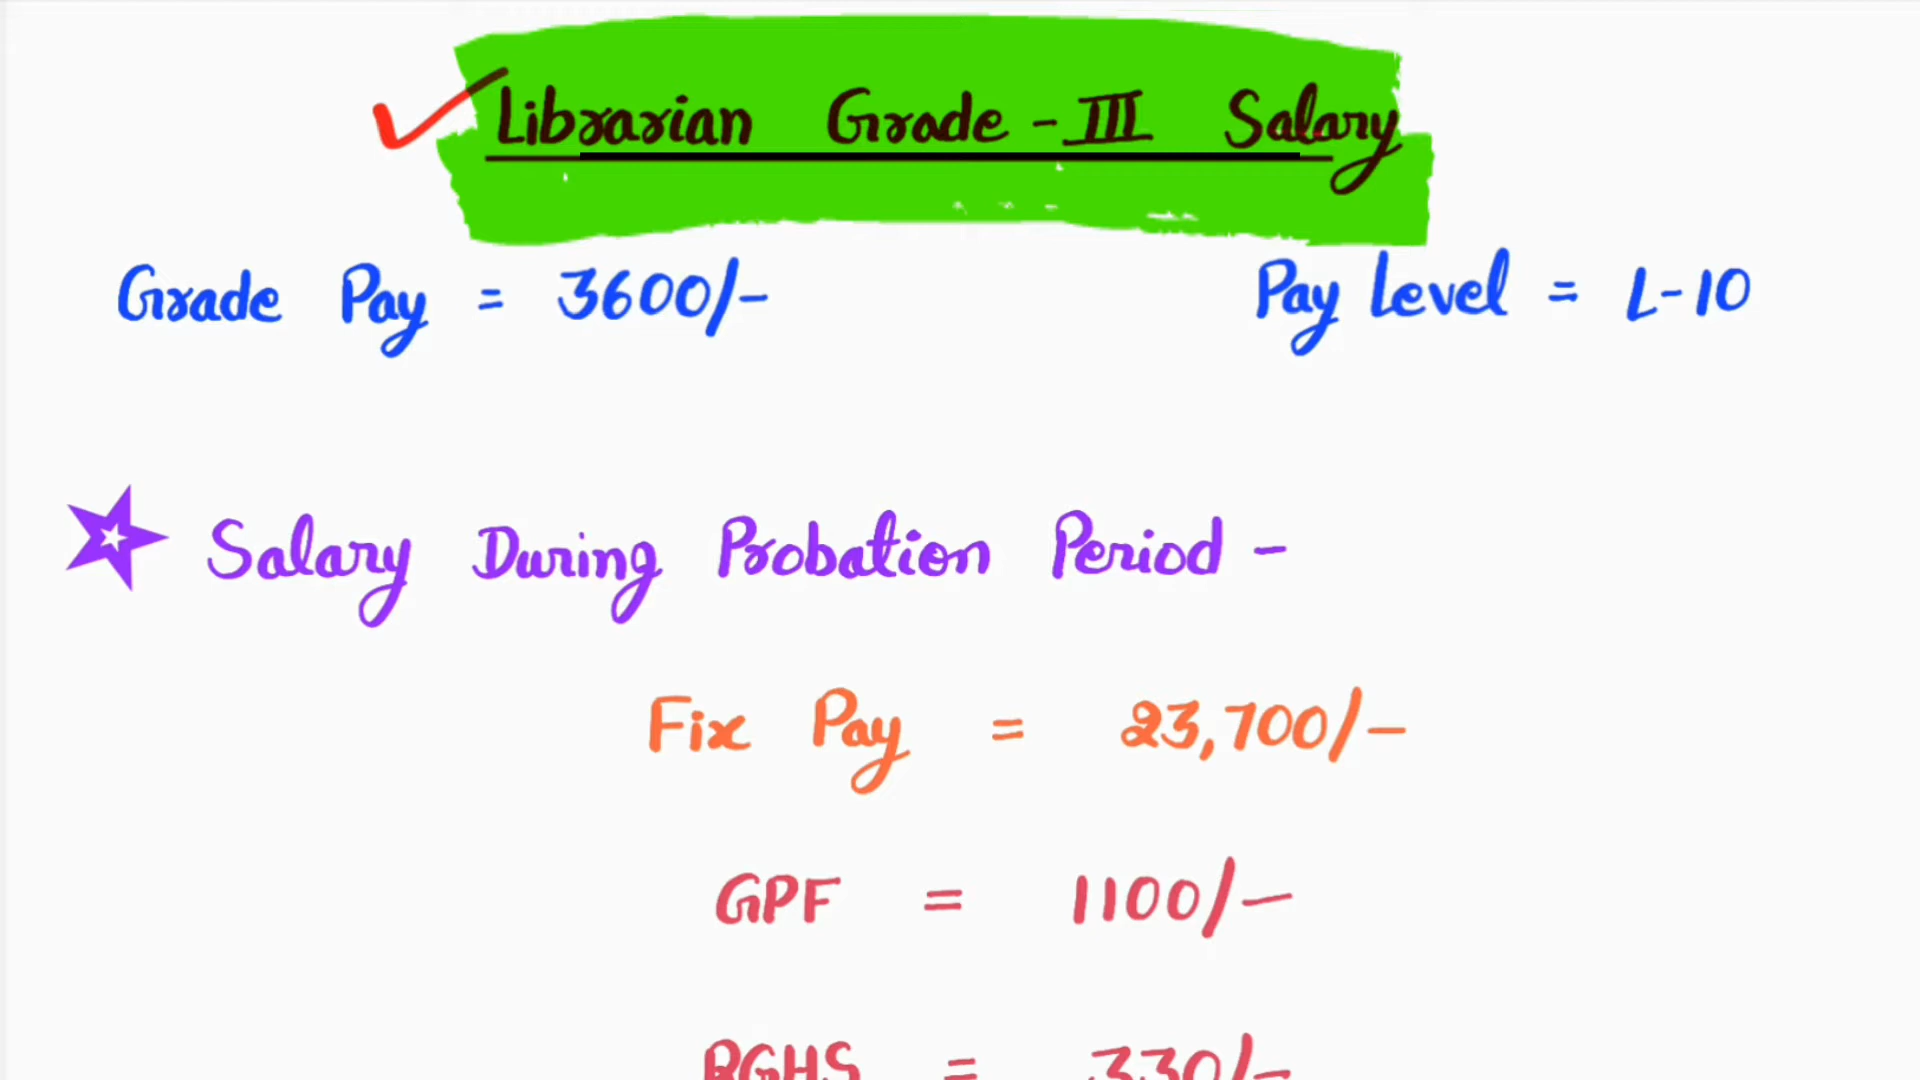 Librarian Grade - III Salary
Grade Pay = 3600/-
Pay Level = L-10
Salary During Probation Period -
Fix Pay = 23,700/-
GPF = 1100/-
RGHS = 330/-